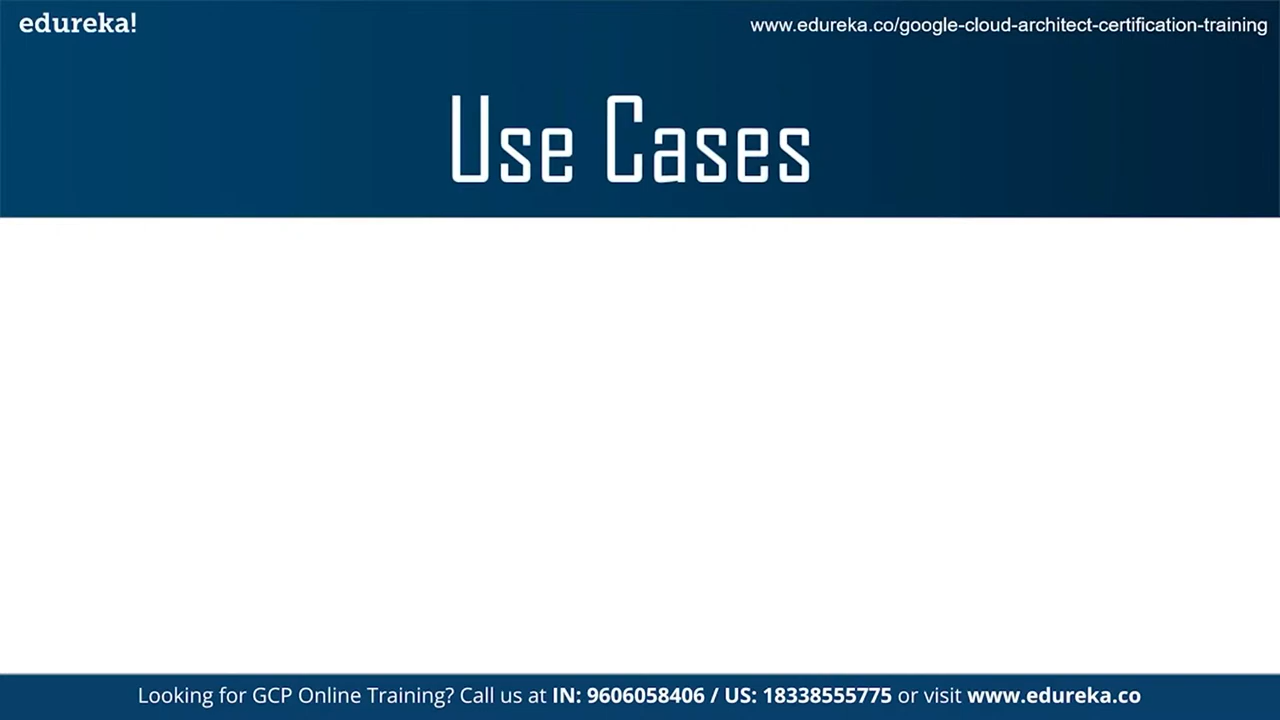 edureka!
www.edureka.co/google-cloud-architect-certification-training
Use Cases
Looking for GCP Online Training? Call us at IN: 9606058406 / US: 18338555775 or visit www.edureka.co